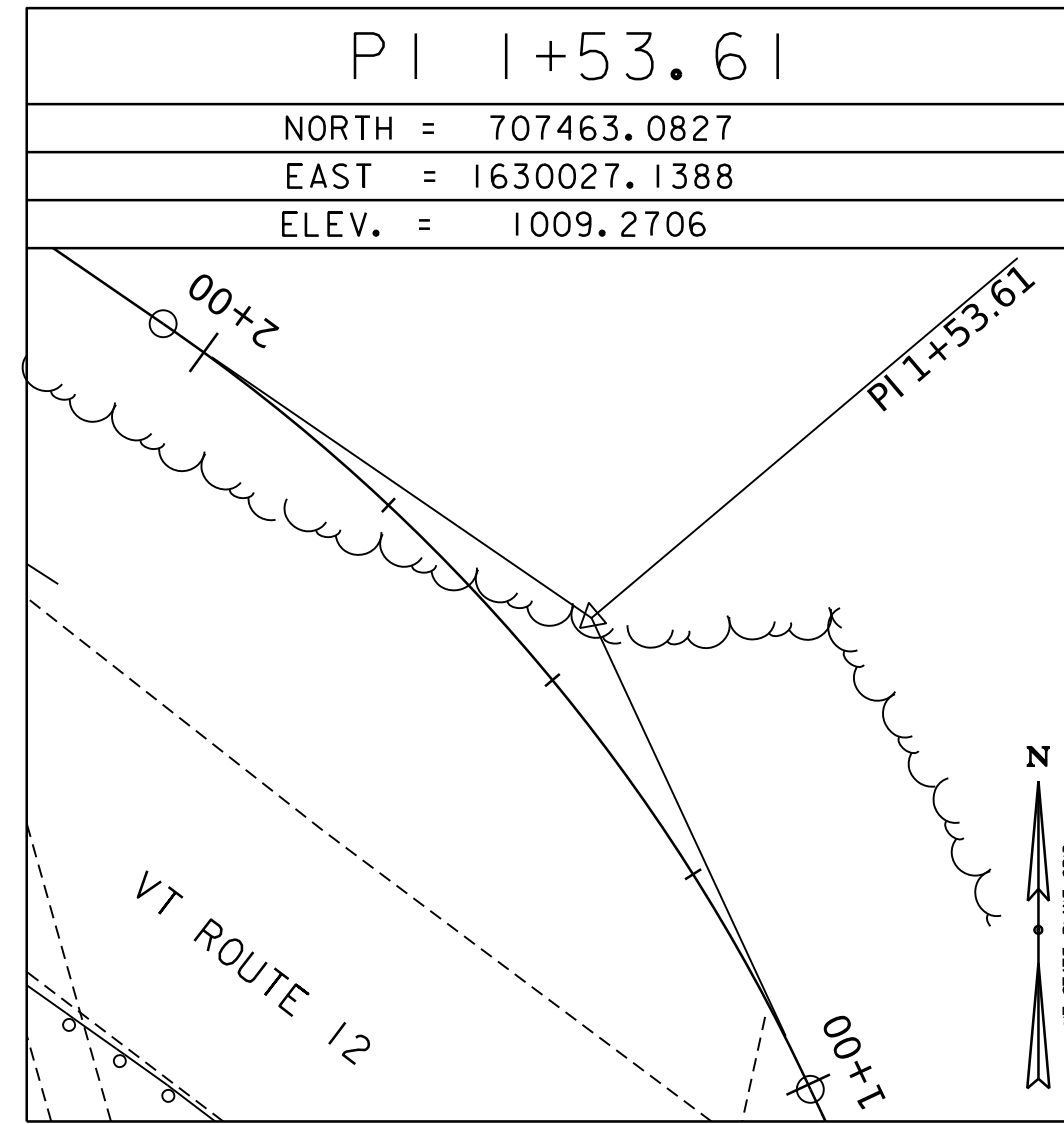 PI 1+53.61
NORTH = 707463.0827
EAST = 1630027.1388
ELEV. = 1009.2706
2+00
PI 1+53.61
N
VT ROUTE 12
1+00